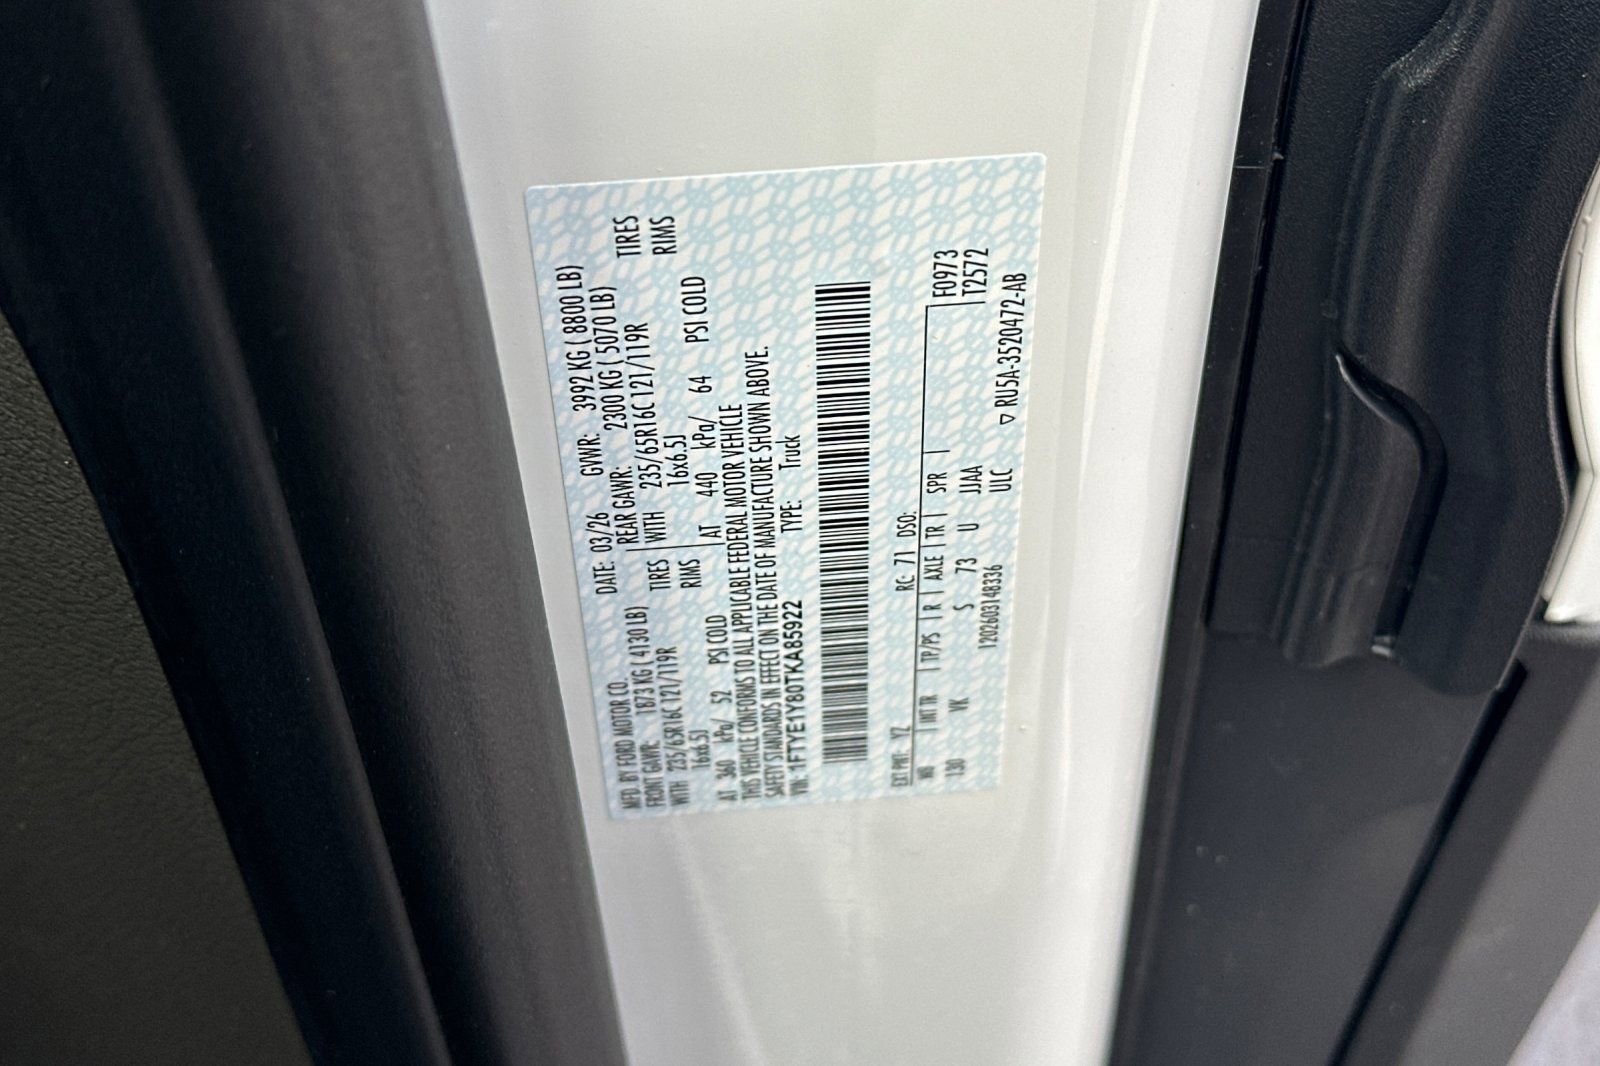 MFD. BY FORD MOTOR CO.
DATE: 03/26 GVWR: 3992 KG ( 8800 LB)
FRONT GAWR: 1873 KG ( 4130 LB) REAR GAWR: 2300 KG ( 5070 LB)
WITH 235/65R16C 121/119R TIRES WITH 235/65R16C 121/119R TIRES
16x6.5J RIMS 16x6.5J RIMS
AT 360 kPa/ 52 PSI COLD AT 440 kPa/ 64 PSI COLD
THIS VEHICLE CONFORMS TO ALL APPLICABLE FEDERAL MOTOR VEHICLE
SAFETY STANDARDS IN EFFECT ON THE DATE OF MANUFACTURE SHOWN ABOVE.
VIN: 1FTYE1Y80TKA85922 TYPE: Truck
EXT PNT: YZ RC: 71 DSO: F0973
WB INT TR TP/PS R AXLE TR SPR T2572
130 VK S 73 U JJAA
1202603148336 ULC RU5A-3520472-AB